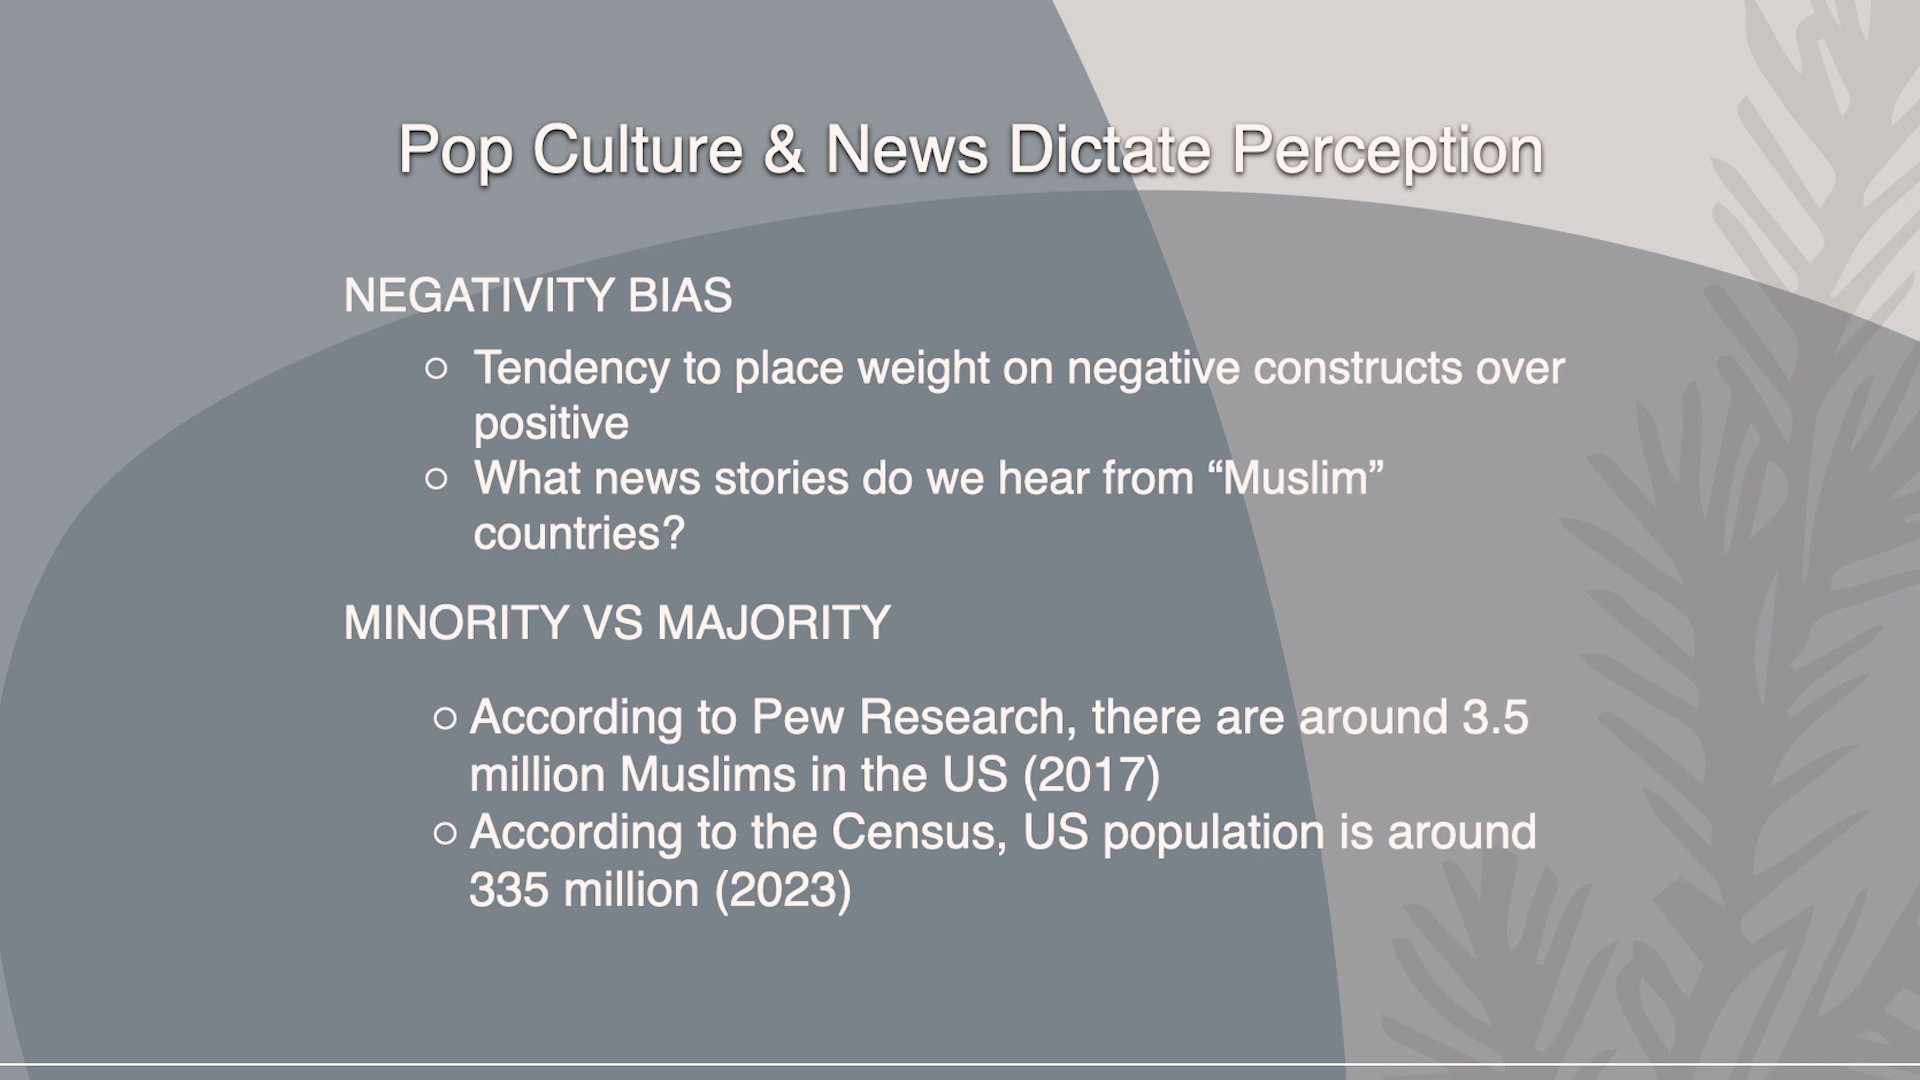 Pop Culture & News Dictate Perception
NEGATIVITY BIAS
○ Tendency to place weight on negative constructs over
positive
○ What news stories do we hear from “Muslim”
countries?
MINORITY VS MAJORITY
○ According to Pew Research, there are around 3.5
million Muslims in the US (2017)
○ According to the Census, US population is around
335 million (2023)